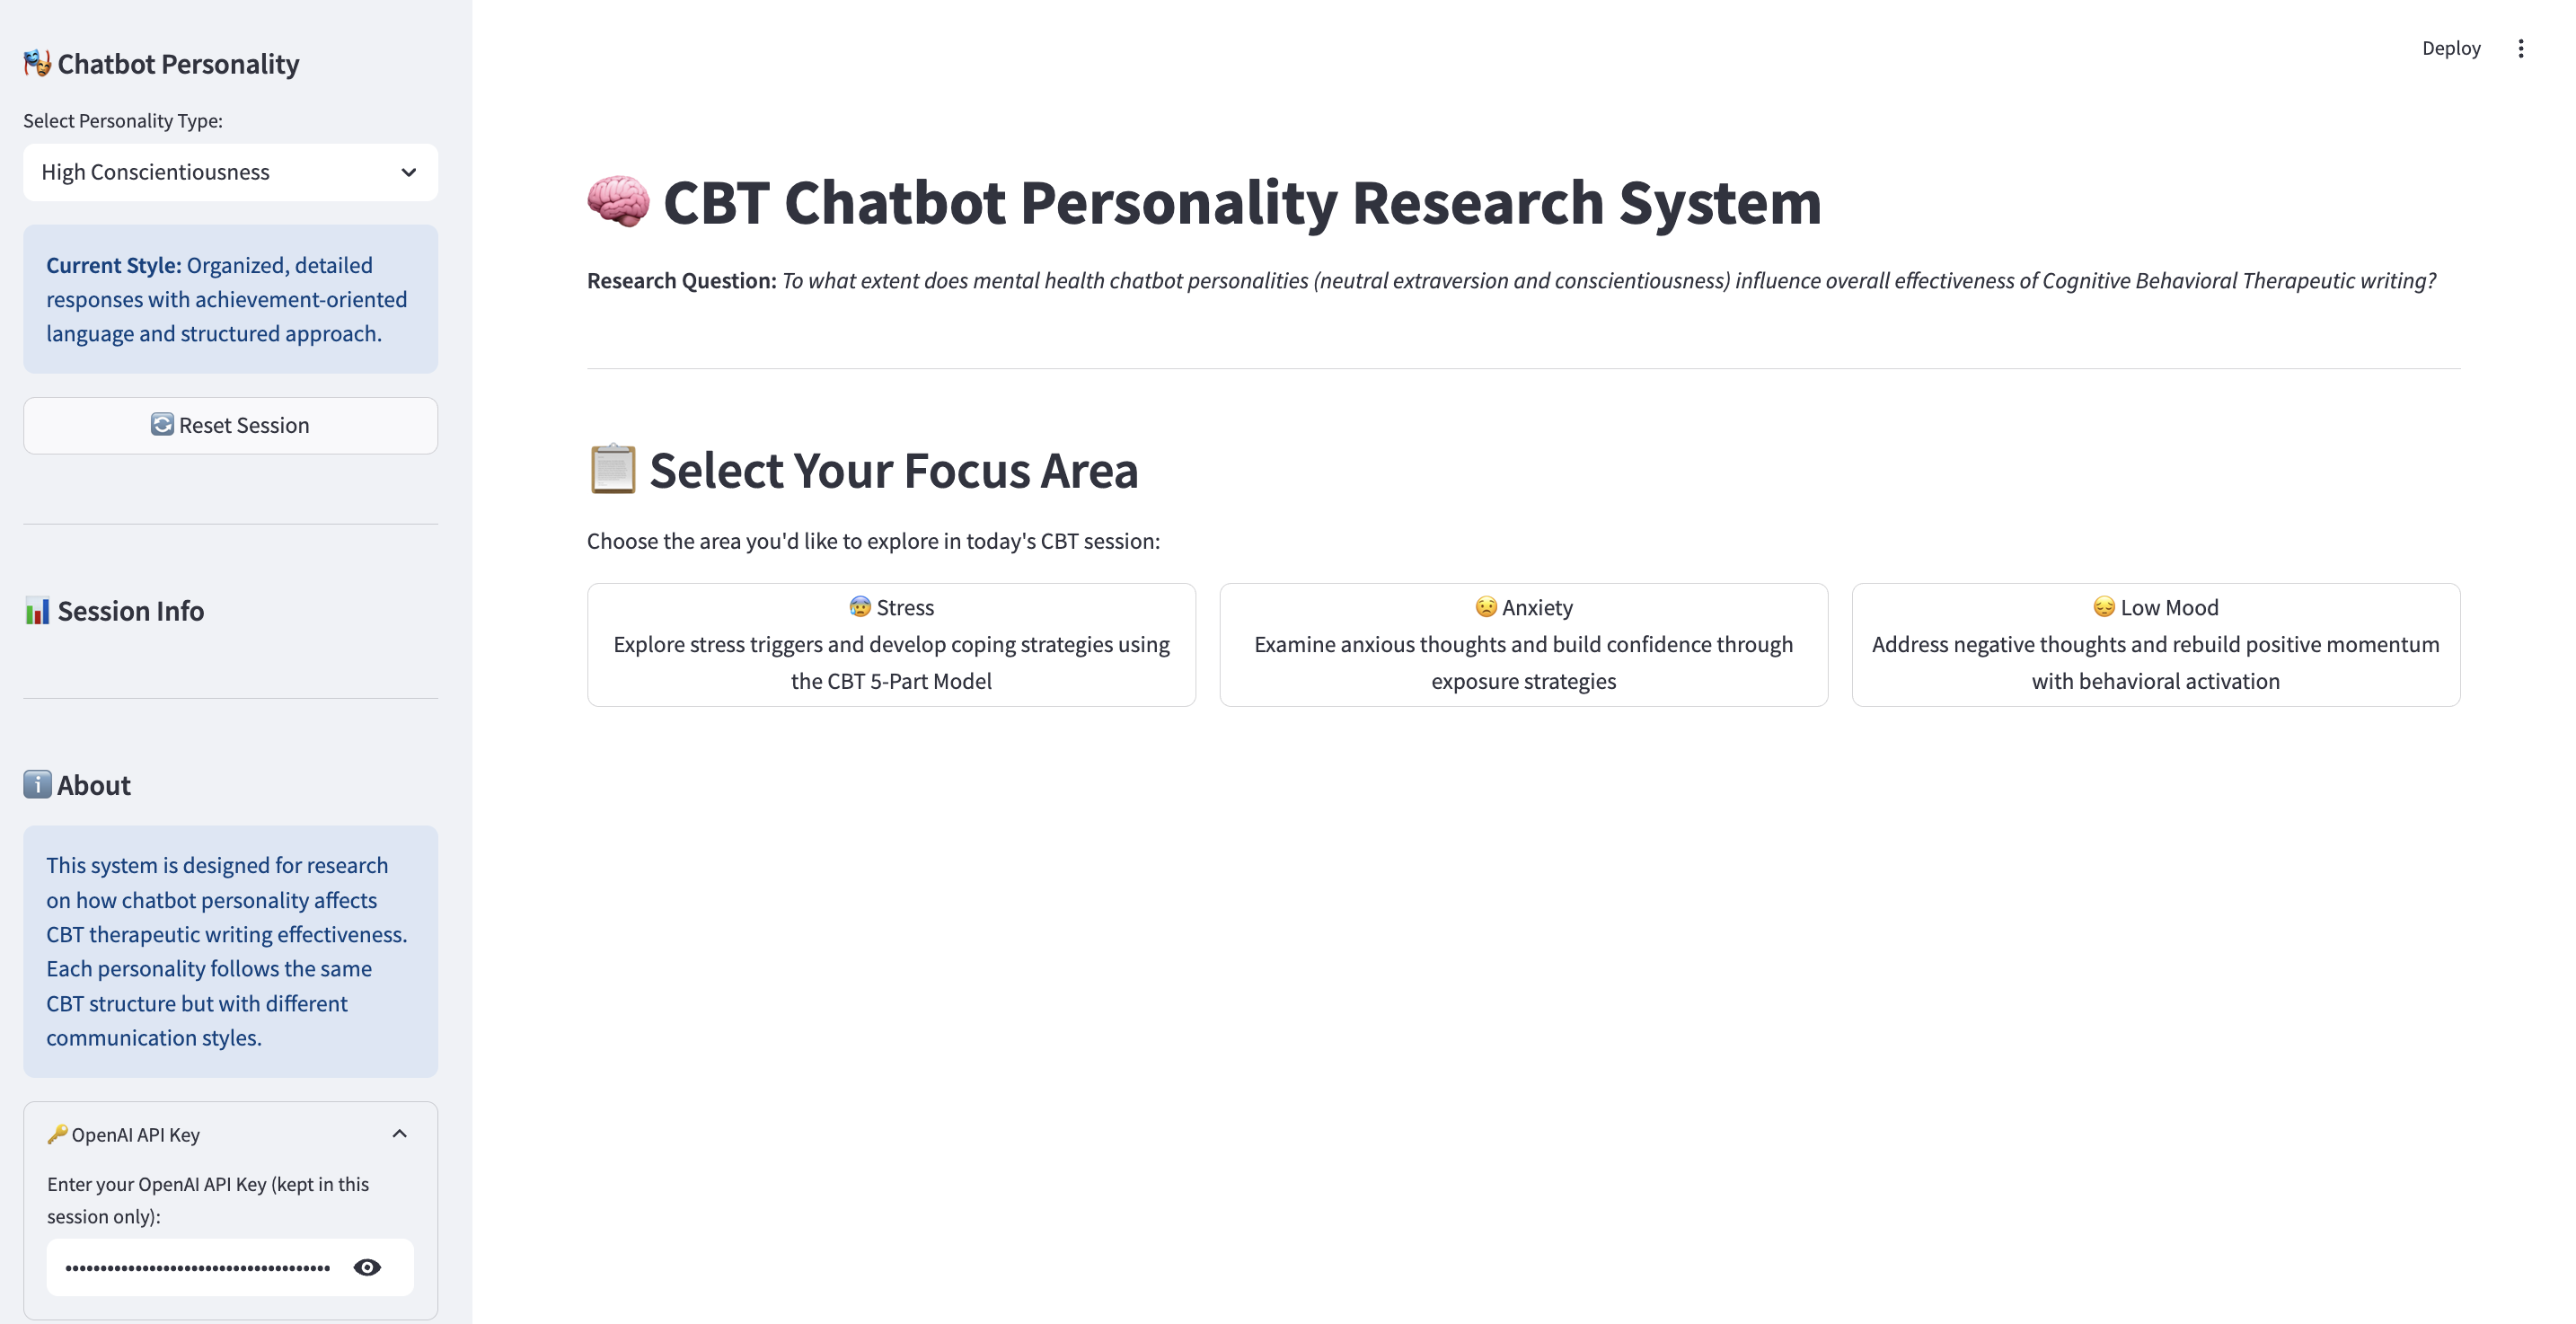 Chatbot Personality
Select Personality Type:
High Conscientiousness
Current Style: Organized, detailed
responses with achievement-oriented
language and structured approach.
Reset Session
Session Info
About
This system is designed for research
on how chatbot personality affects
CBT therapeutic writing effectiveness.
Each personality follows the same
CBT structure but with different
communication styles.
OpenAI API Key
Enter your OpenAI API Key (kept in this
session only):
Deploy
CBT Chatbot Personality Research System
Research Question: To what extent does mental health chatbot personalities (neutral extraversion and conscientiousness) influence overall effectiveness of Cognitive Behavioral Therapeutic writing?
Select Your Focus Area
Choose the area you'd like to explore in today's CBT session:
Stress
Explore stress triggers and develop coping strategies using
the CBT 5-Part Model
Anxiety
Examine anxious thoughts and build confidence through
exposure strategies
Low Mood
Address negative thoughts and rebuild positive momentum
with behavioral activation